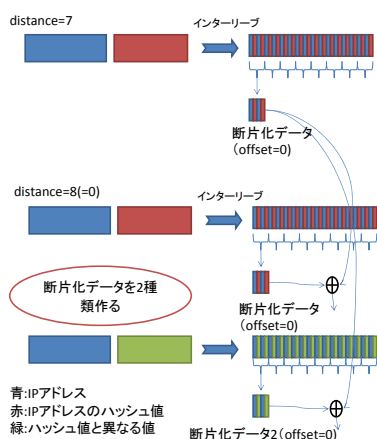 distance=7
インターリーブ
断片化データ
(offset=0)
distance=8(=0)
インターリーブ
断片化データを2種
類作る
断片化データ
(offset=0)
青:IPアドレス
赤:IPアドレスのハッシュ値
緑:ハッシュ値と異なる値
断片化データ2(offset=0)